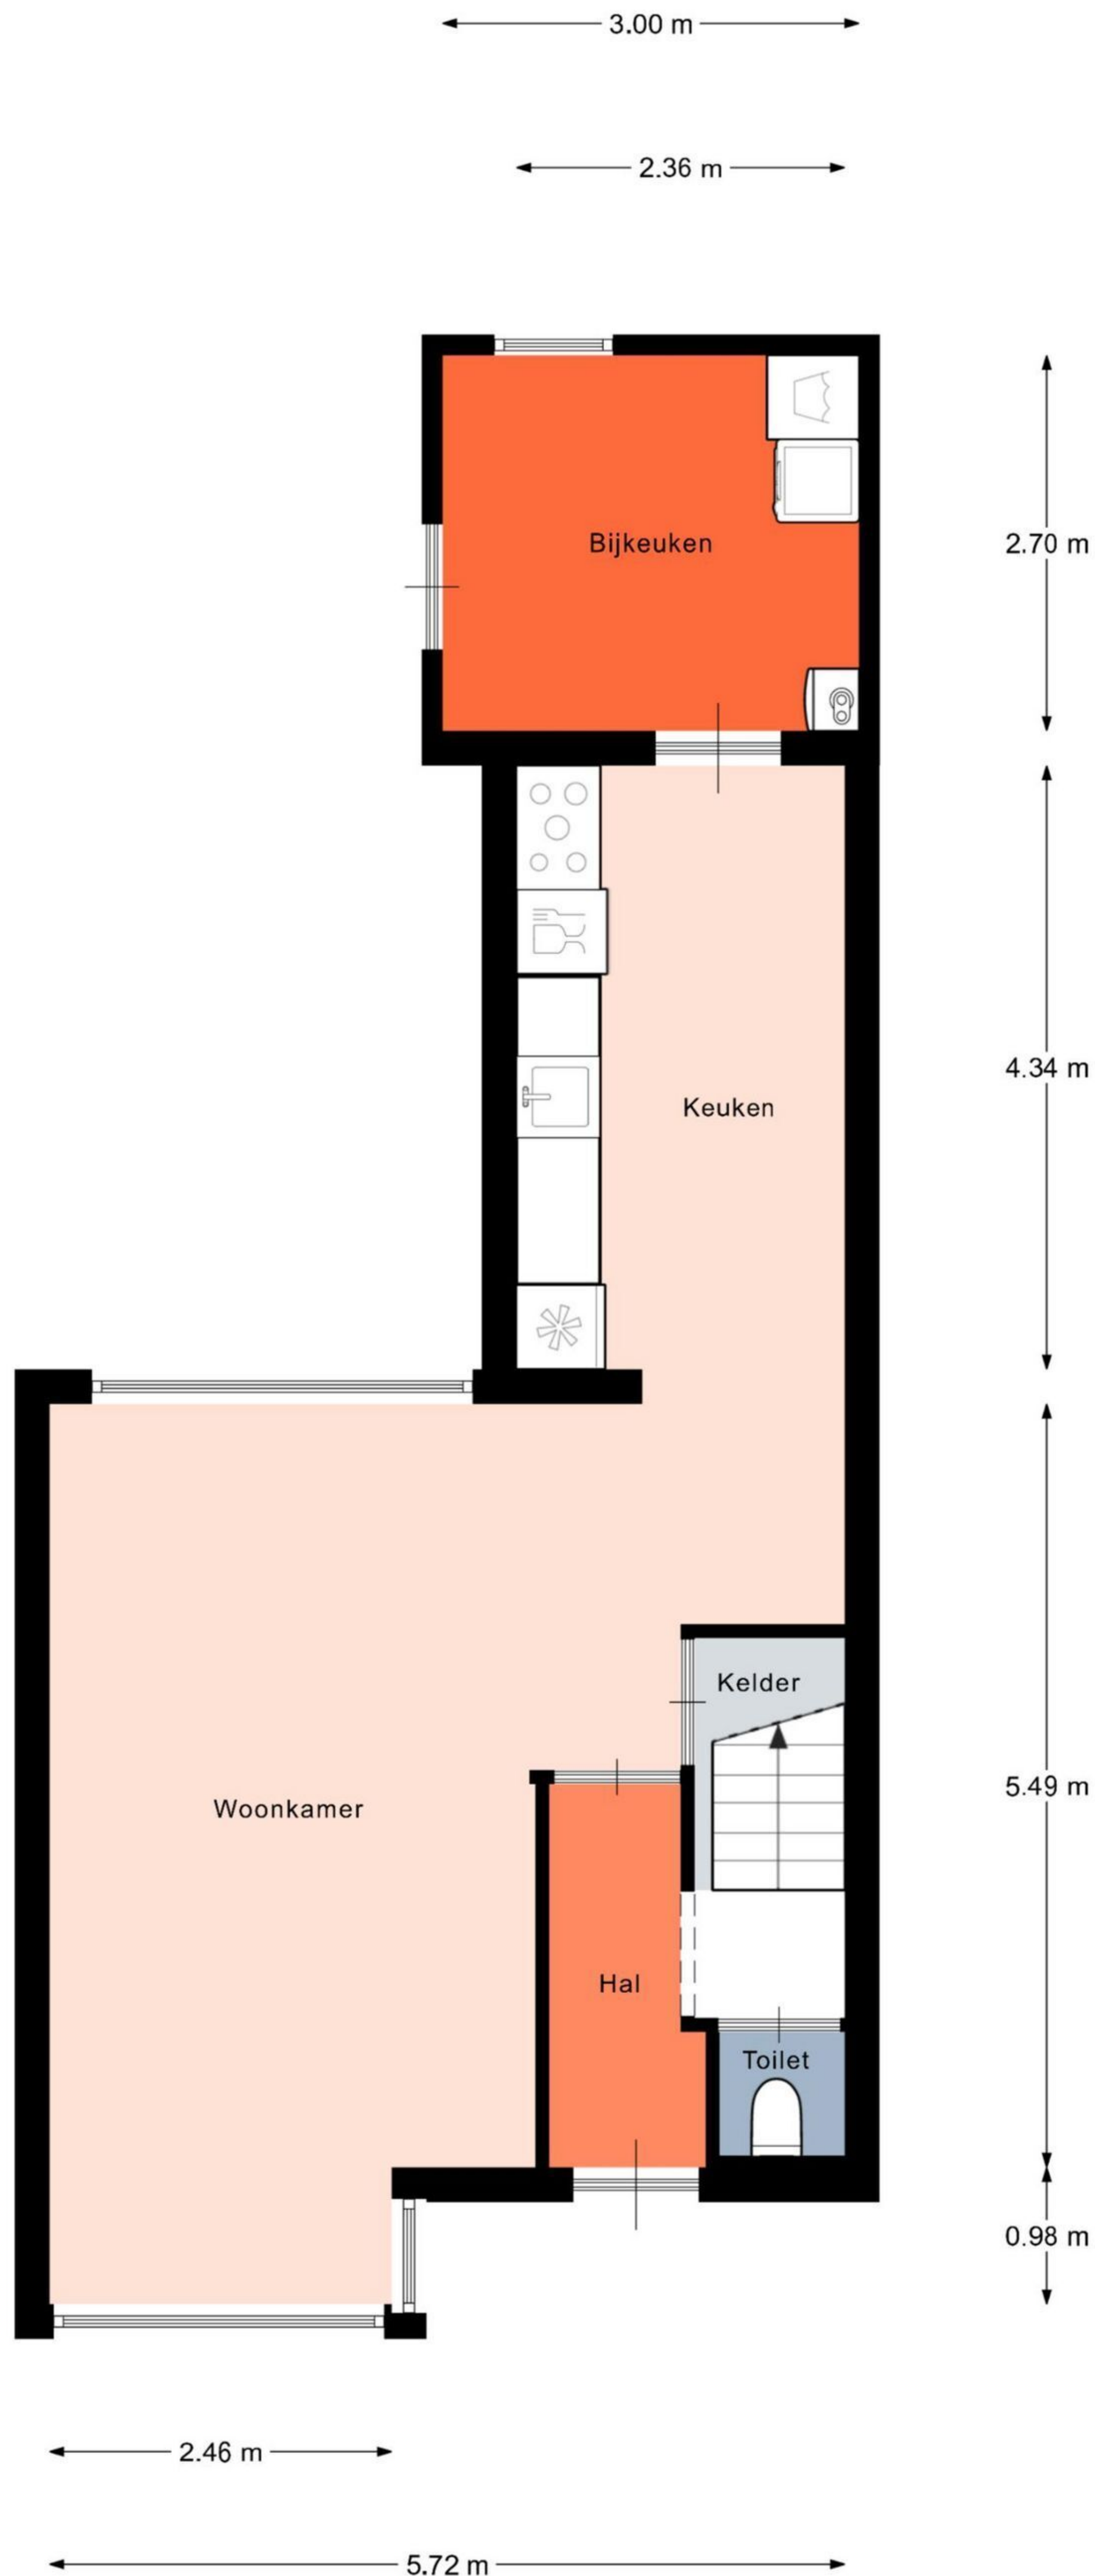 3.00 m
2.36 m
Bijkeuken
2.70 m
4.34 m
Keuken
Kelder
5.49 m
Woonkamer
Hal
Toilet
0.98 m
2.46 m
5.72 m